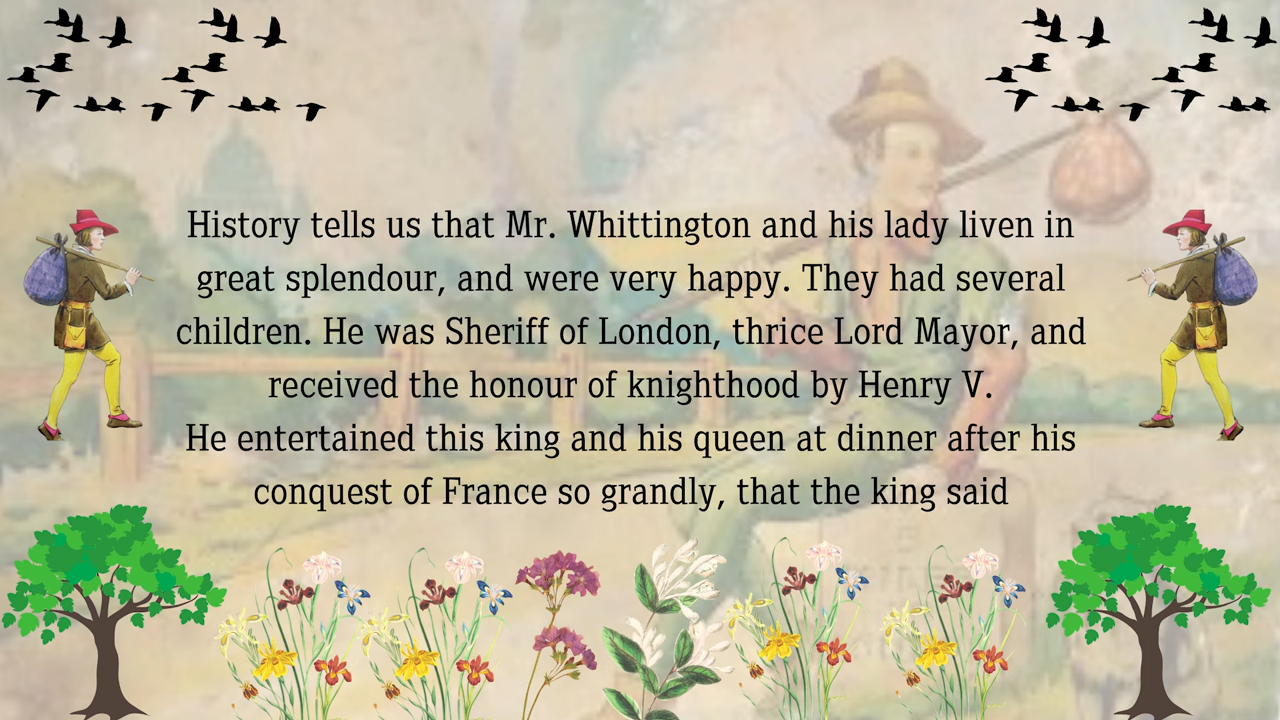 History tells us that Mr. Whittington and his lady liven in
great splendour, and were very happy. They had several
children. He was Sheriff of London, thrice Lord Mayor, and
received the honour of knighthood by Henry V.
He entertained this king and his queen at dinner after his
conquest of France so grandly, that the king said